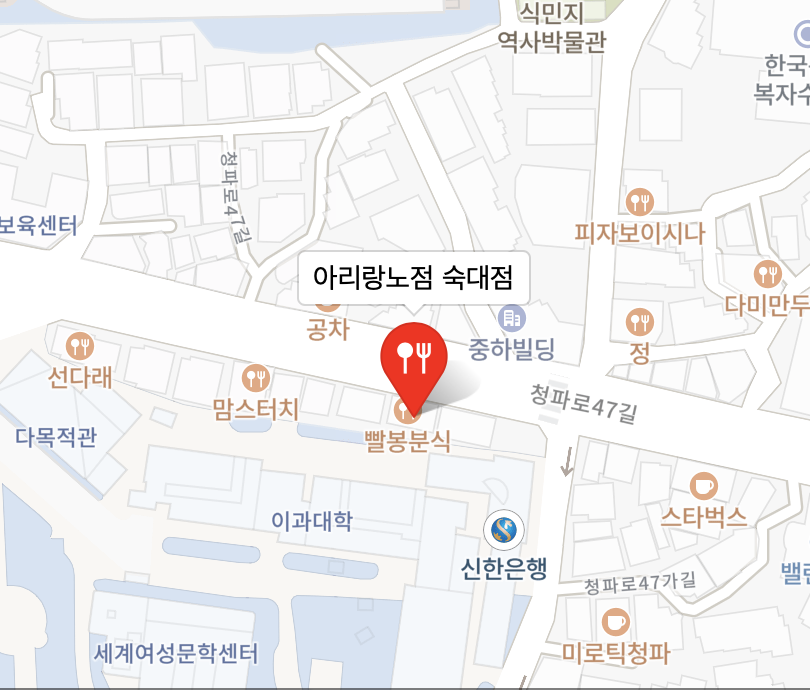 식민지
역사박물관
한국
복자수
청파로47길
보육센터
피자보이시나
아리랑노점 숙대점
다미만두
공차
중하빌딩
정
선다래
맘스터치
청파로47길
다목적관
빨봉분식
스타벅스
이과대학
신한은행
청파로47가길
밸런
세계여성문학센터
미로틱청파